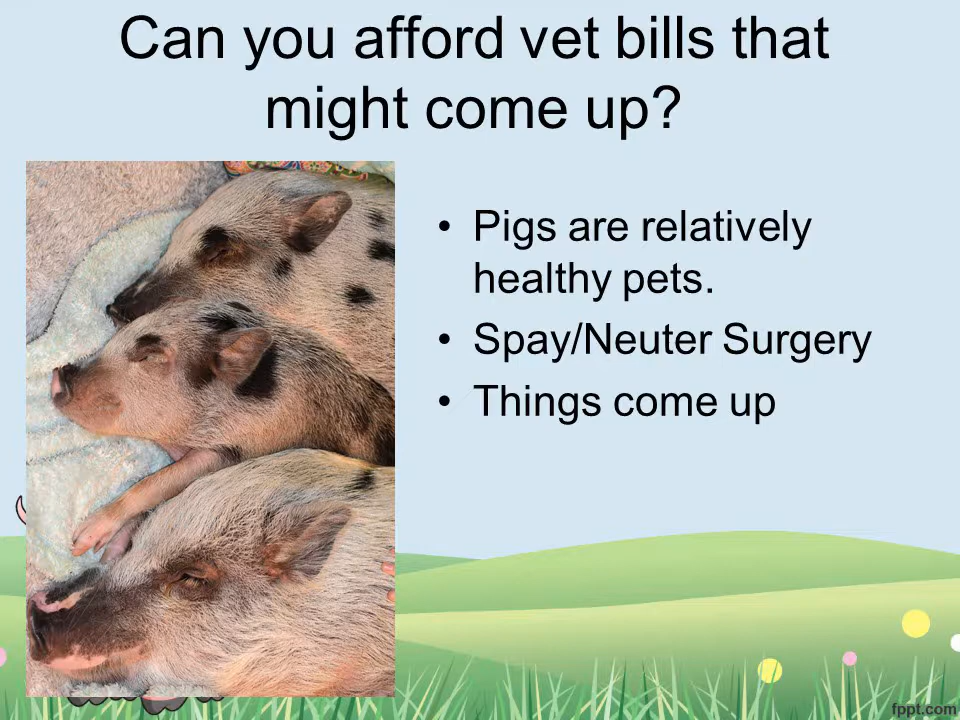 Can you afford vet bills that
might come up?
• Pigs are relatively
healthy pets.
• Spay/Neuter Surgery
• Things come up
fppt.com